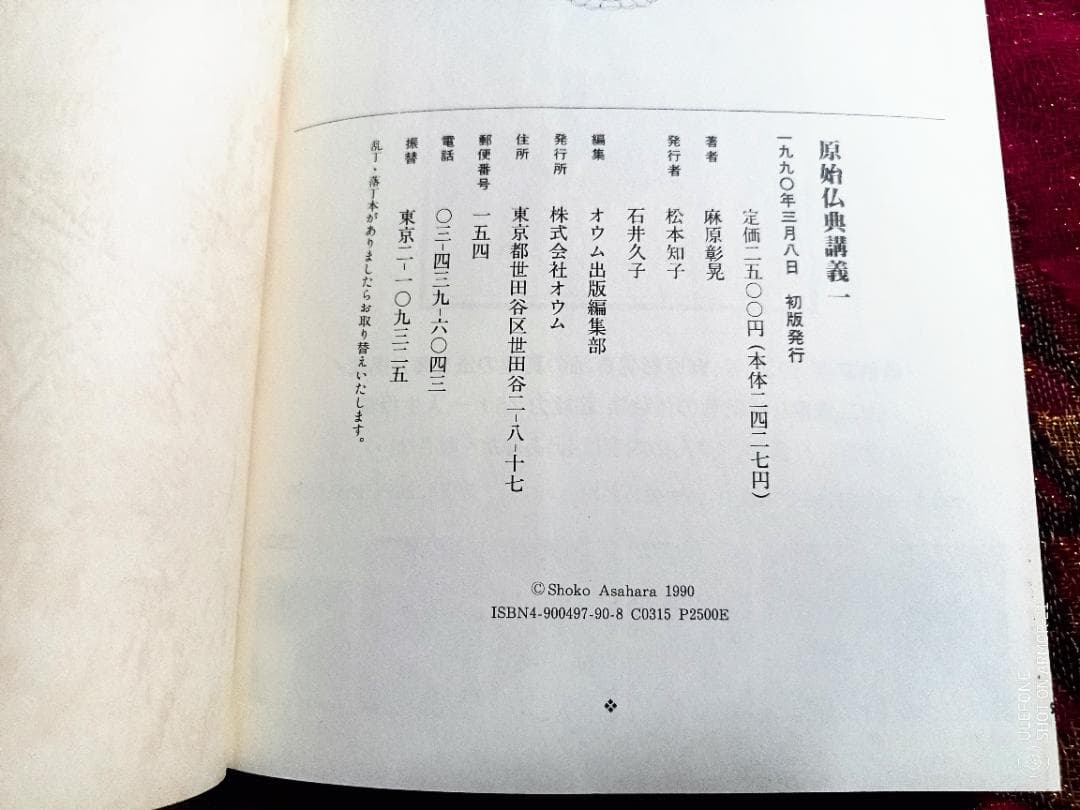 原始仏典講義一
一九九〇年三月八日　初版発行
定価二五〇〇円（本体二四二七円）
著者　麻原彰晃
発行者　松本知子
石井久子
編集　オウム出版編集部
発行所　株式会社オウム
住所　東京都世田谷区世田谷二-八-十七
郵便番号　一五四
電話　〇三-四三九-六〇四三
振替　東京二-一〇九三二五
乱丁・落丁本がありましたらお取り替えいたします。
©Shoko Asahara 1990
ISBN4-900497-90-8 C0315 P2500E
ULEFONE
SHOT ON ARMOR 21